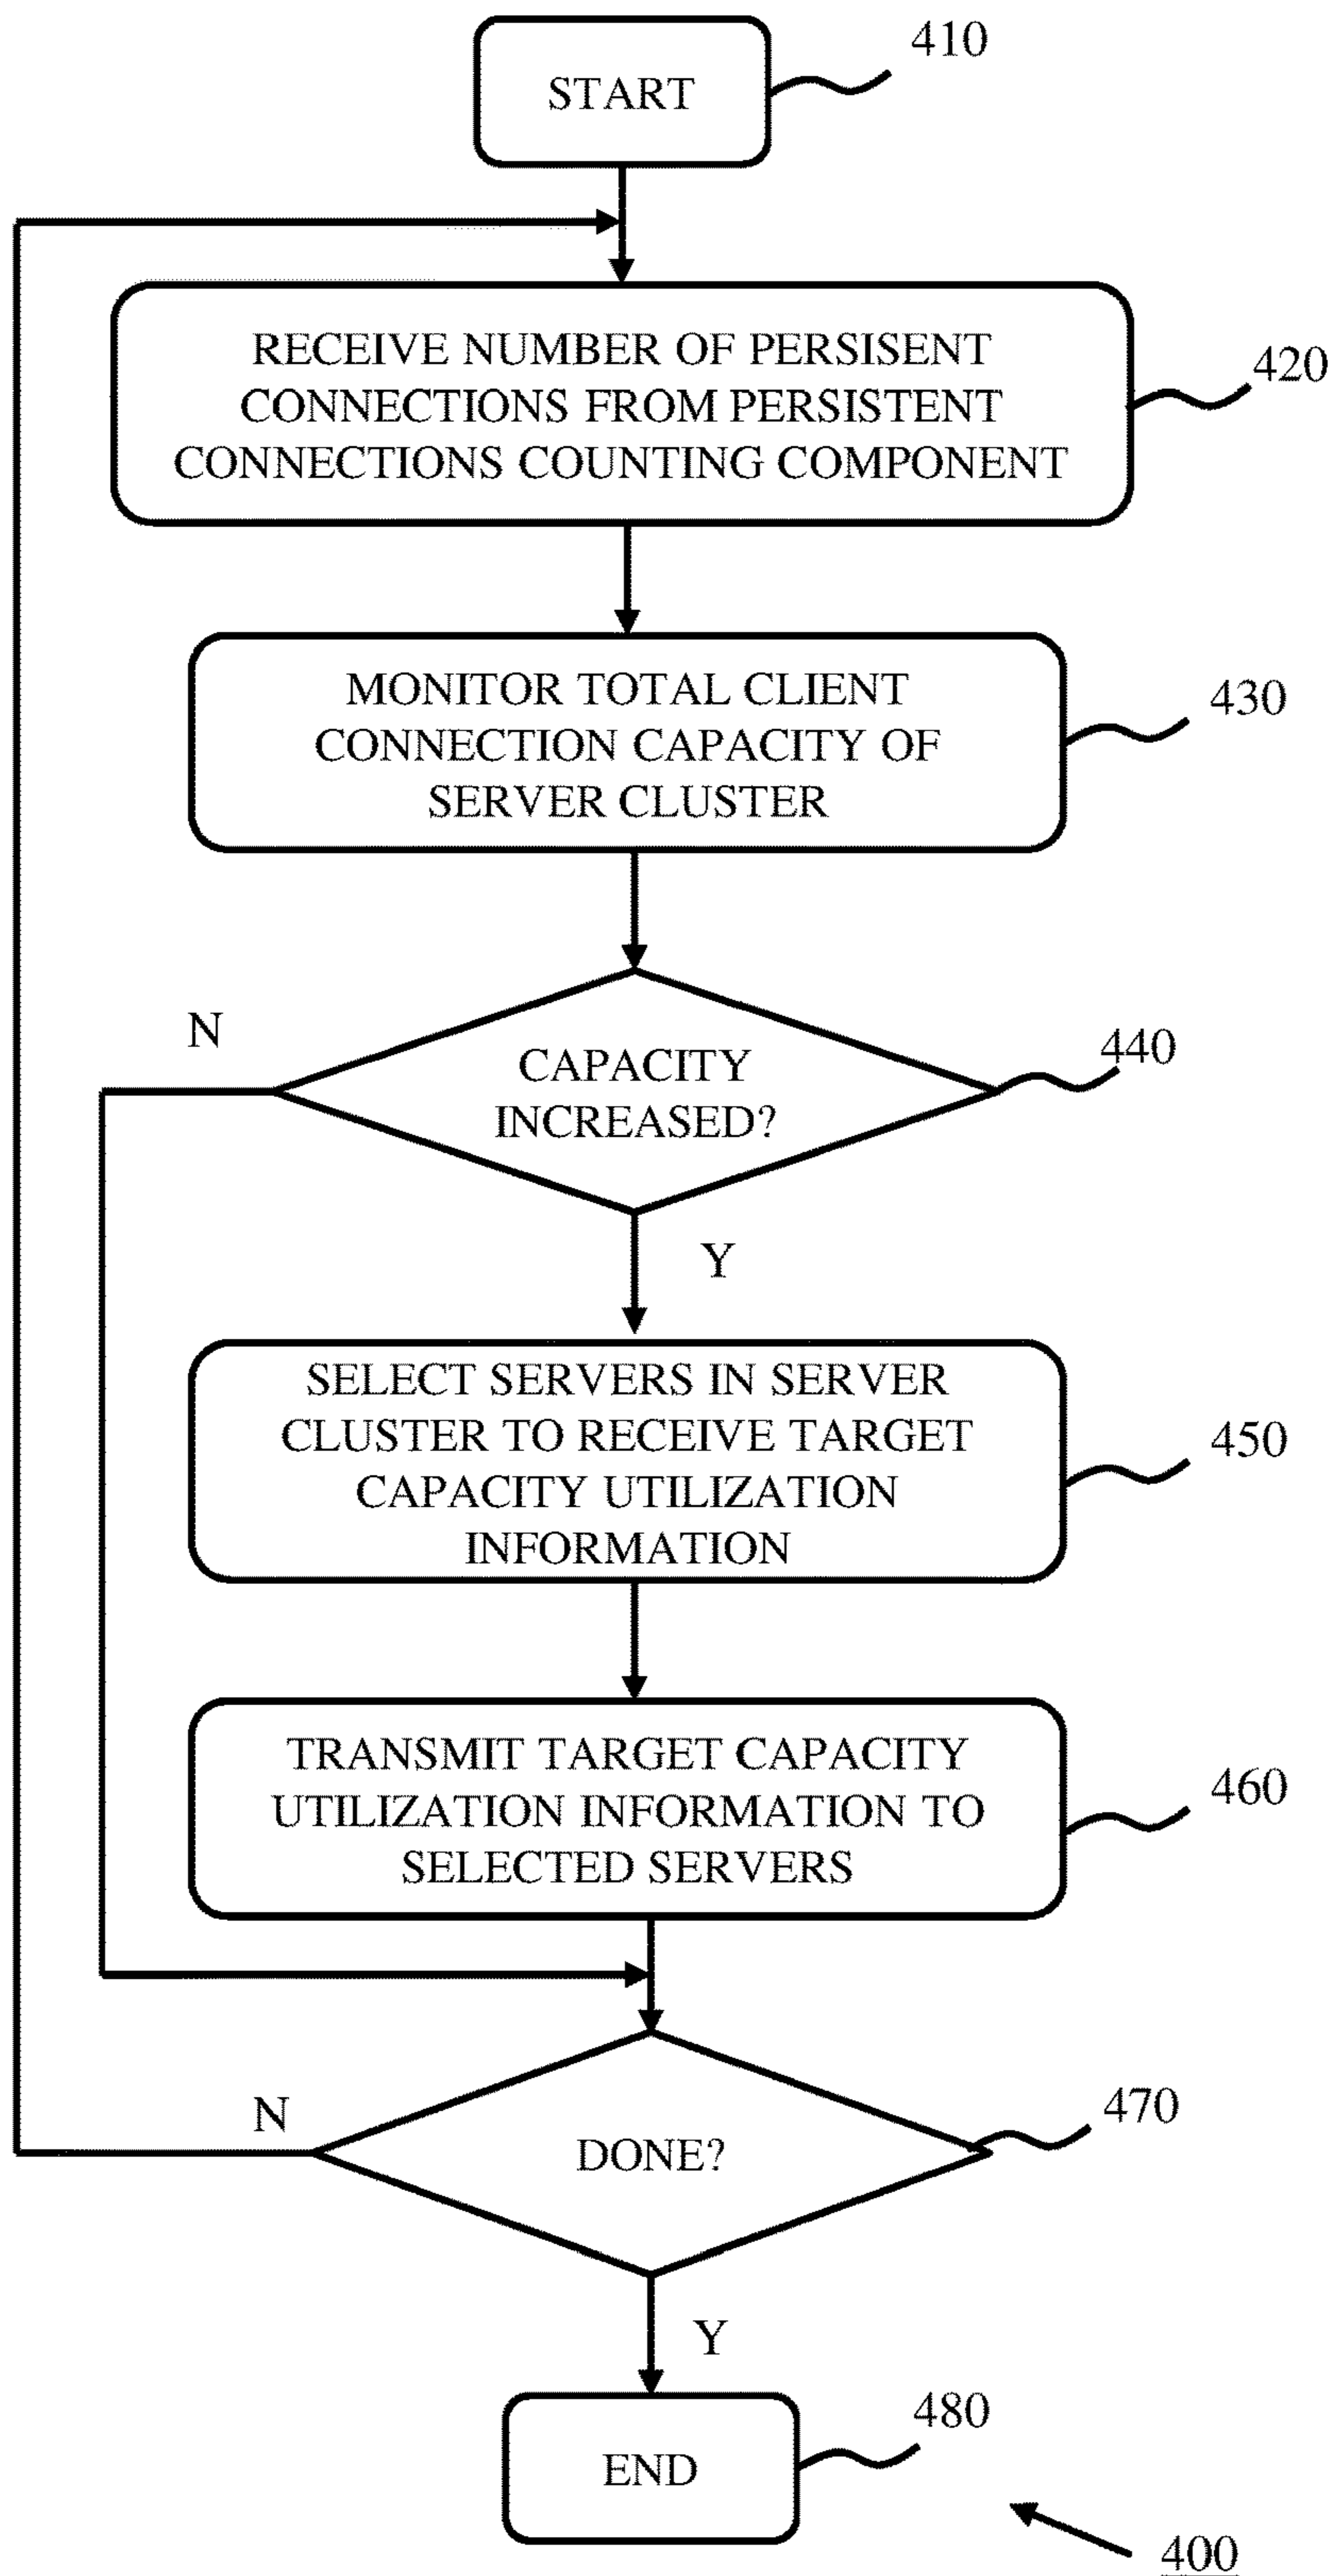 START
410
RECEIVE NUMBER OF PERSISENT
CONNECTIONS FROM PERSISTENT
CONNECTIONS COUNTING COMPONENT
420
MONITOR TOTAL CLIENT
CONNECTION CAPACITY OF
SERVER CLUSTER
430
N
CAPACITY
INCREASED?
440
Y
SELECT SERVERS IN SERVER
CLUSTER TO RECEIVE TARGET
CAPACITY UTILIZATION
INFORMATION
450
TRANSMIT TARGET CAPACITY
UTILIZATION INFORMATION TO
SELECTED SERVERS
460
N
DONE?
470
Y
END
480
400